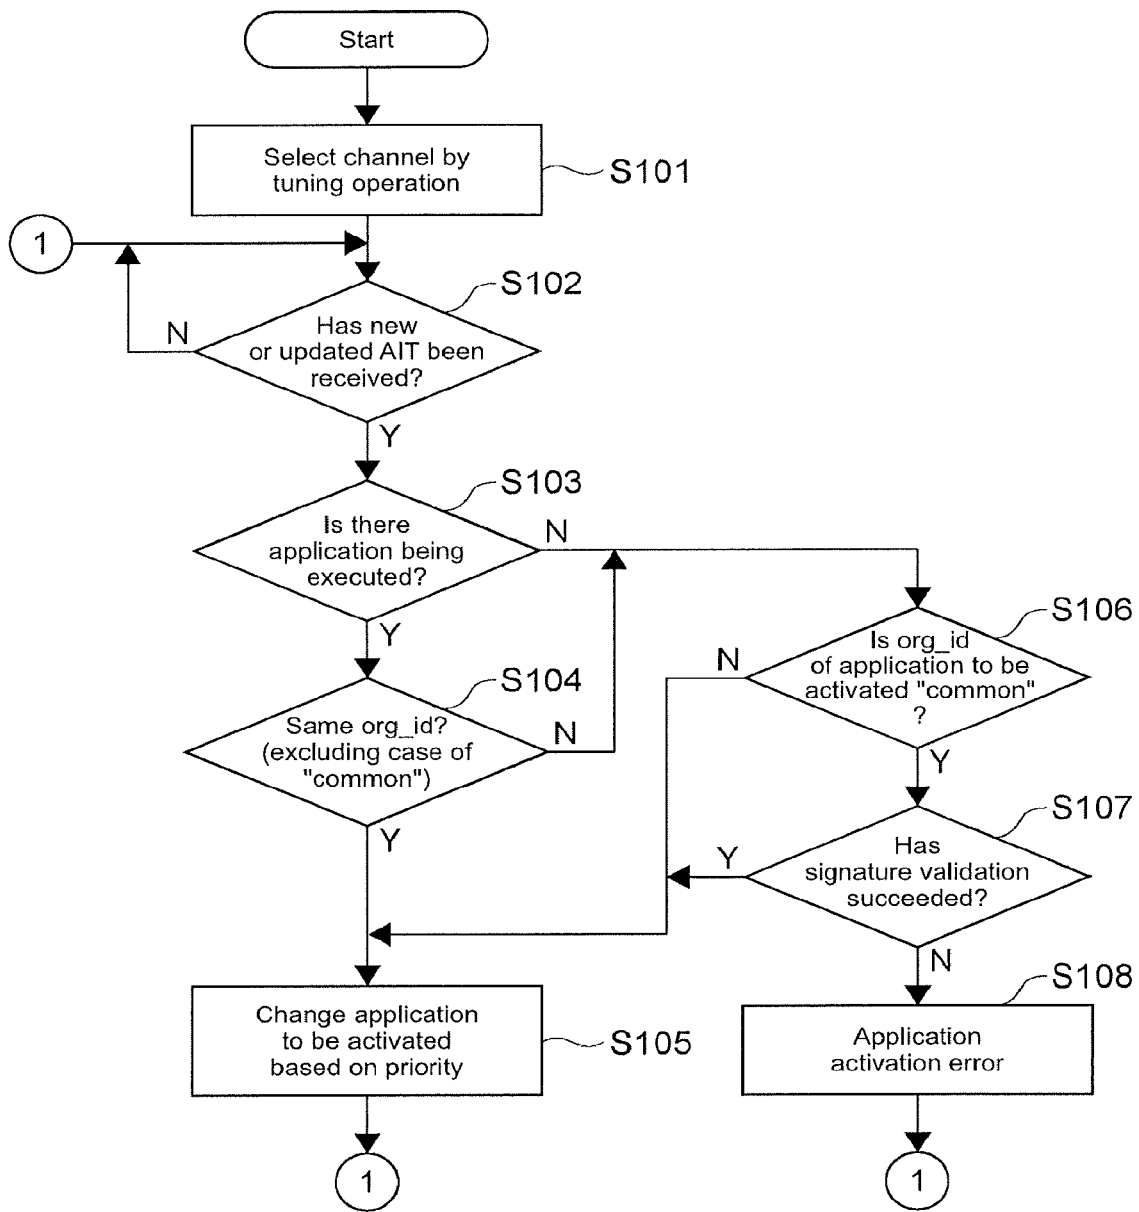 Start
Select channel by
tuning operation
S101
1
S102
Has new
or updated AIT been
received?
N
Y
S103
Is there
application being
executed?
N
Y
S106
Is org_id
of application to be
activated "common"
?
N
Y
S104
Same org_id?
(excluding case of
"common")
N
Y
S107
Has
signature validation
succeeded?
Y
N
S105
Change application
to be activated
based on priority
S108
Application
activation error
1
1